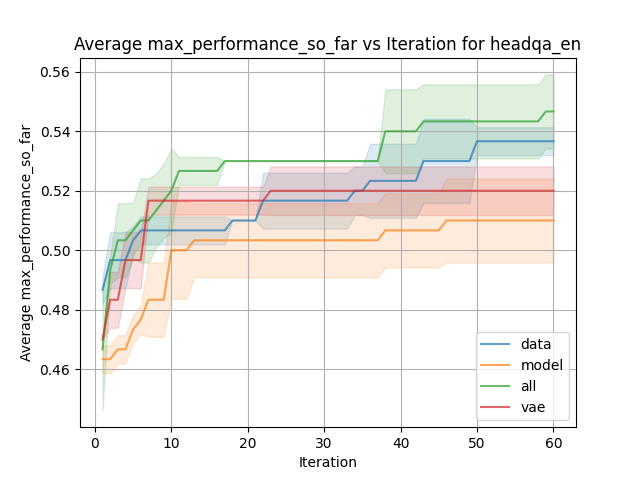 Average max_performance_so_far vs Iteration for headqa_en
Average max_performance_so_far
0.56
0.54
0.52
0.50
0.48
0.46
0
10
20
30
40
50
60
Iteration
data
model
all
vae